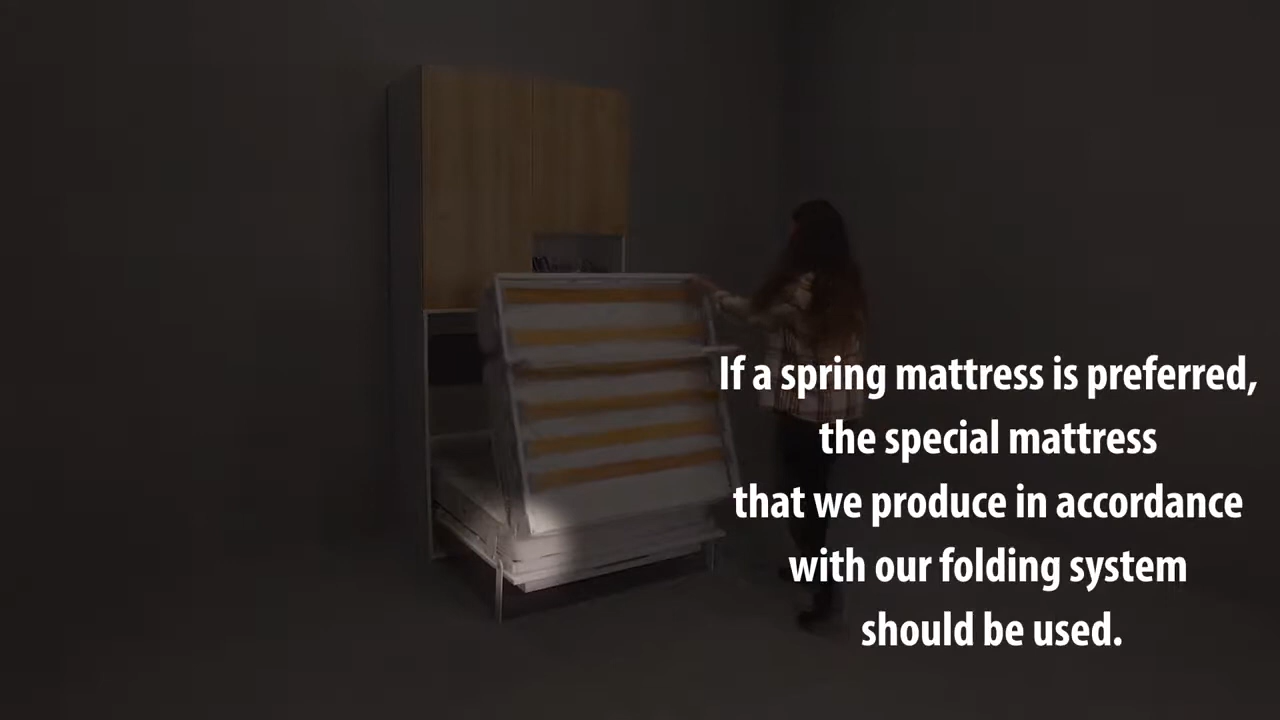 If a spring mattress is preferred,
the special mattress
that we produce in accordance
with our folding system
should be used.